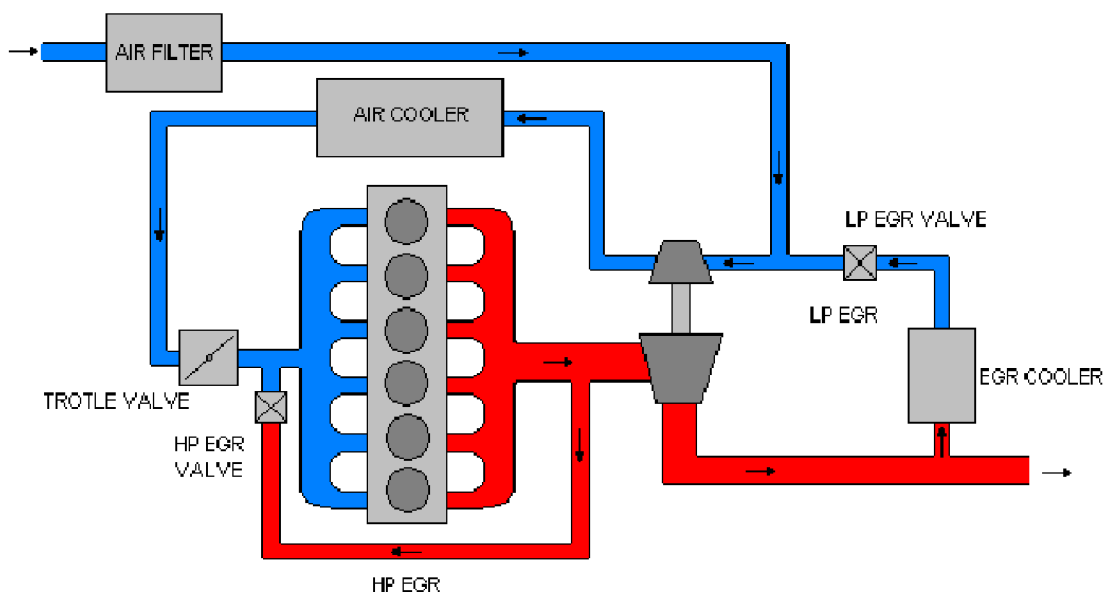 AIR FILTER
AIR COOLER
LP EGR VALVE
LP EGR
EGR COOLER
TROTLE VALVE
HP EGR
VALVE
HP EGR